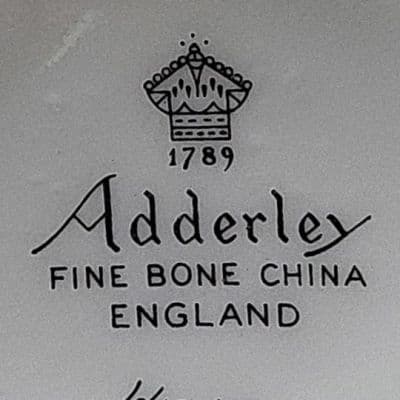 1789
Adderley
FINE BONE CHINA
ENGLAND